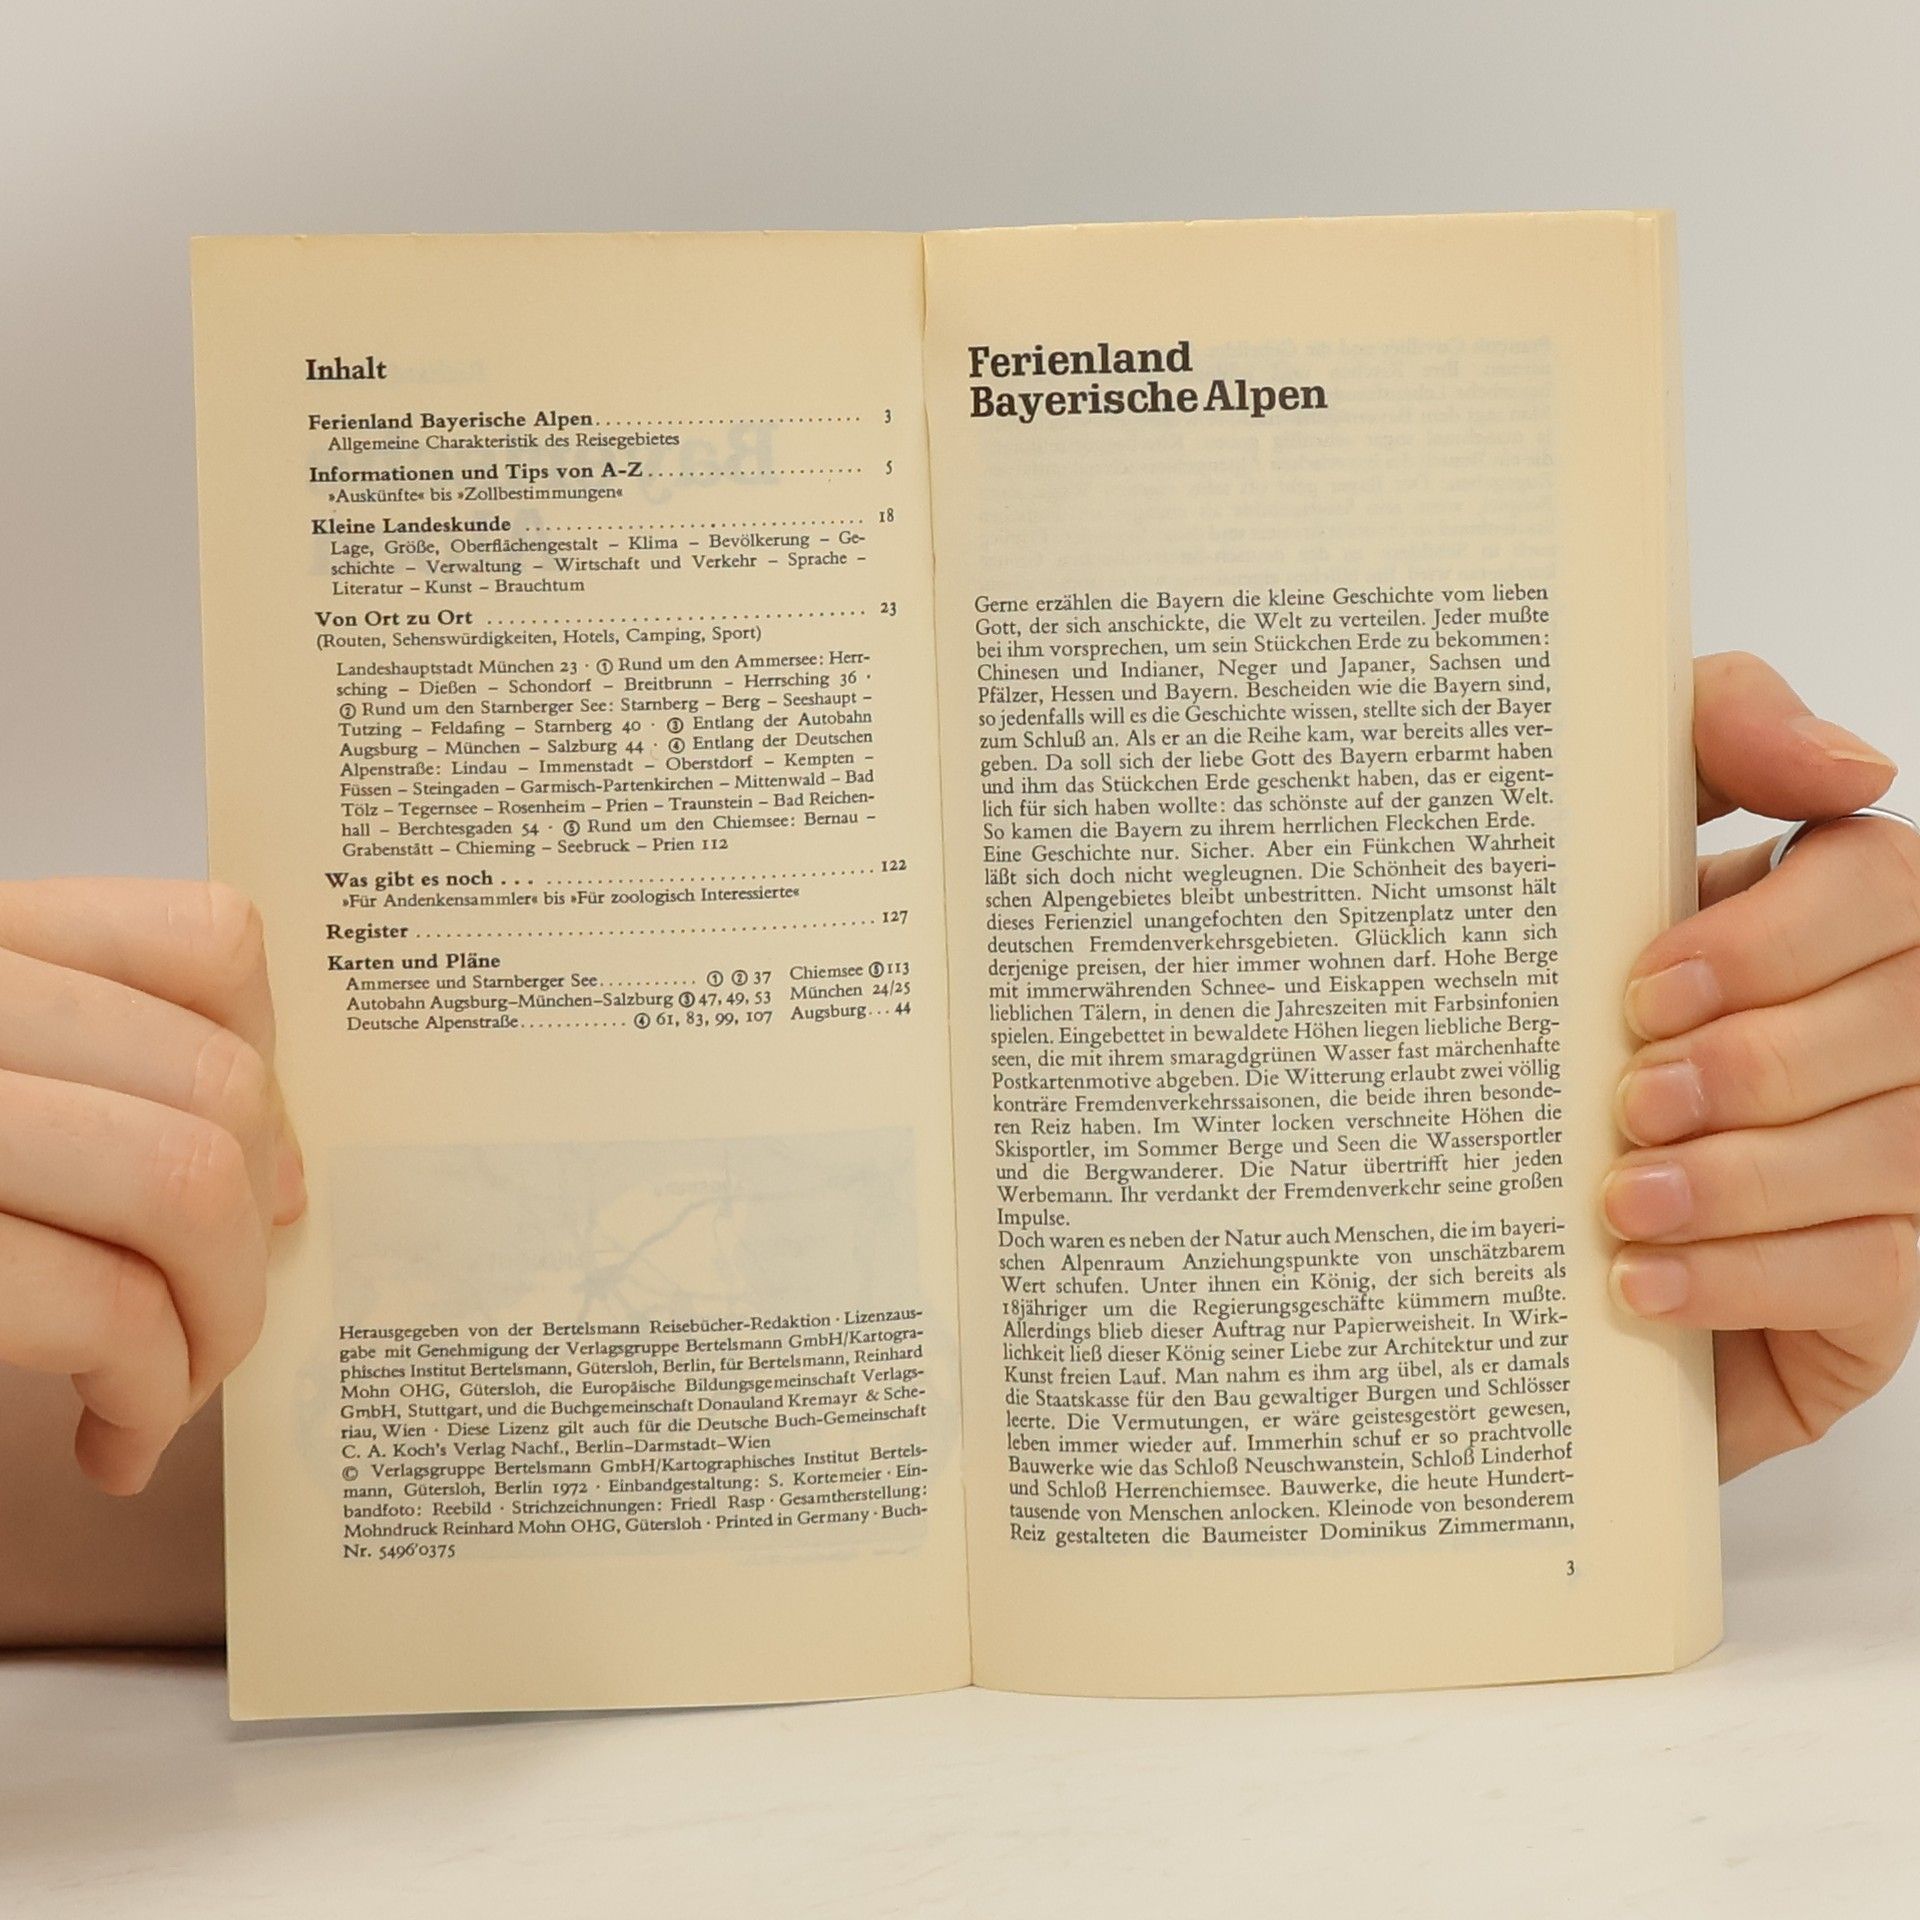 Inhalt
Ferienland Bayerische Alpen.............................. 3
Allgemeine Charakteristik des Reisegebietes
Informationen und Tips von A-Z........................ 5
»Auskünfte« bis »Zollbestimmungen«
Kleine Landeskunde .................................... 18
Lage, Größe, Oberflächengestalt – Klima – Bevölkerung – Ge-
schichte – Verwaltung – Wirtschaft und Verkehr – Sprache –
Literatur – Kunst – Brauchtum
Von Ort zu Ort ........................................ 23
(Routen, Sehenswürdigkeiten, Hotels, Camping, Sport)
Landeshauptstadt München 23 · ① Rund um den Ammersee: Herr-
sching – Dießen – Schondorf – Breitbrunn – Herrsching 36 ·
② Rund um den Starnberger See: Starnberg – Berg – Seeshaupt –
Tutzing – Feldafing – Starnberg 40 · ③ Entlang der Autobahn
Augsburg – München – Salzburg 44 · ④ Entlang der Deutschen
Alpenstraße: Lindau – Immenstadt – Oberstdorf – Kempten –
Füssen – Steingaden – Garmisch-Partenkirchen – Mittenwald – Bad
Tölz – Tegernsee – Rosenheim – Prien – Traunstein – Bad Reichen-
hall – Berchtesgaden 54 · ⑤ Rund um den Chiemsee: Bernau –
Grabenstätt – Chieming – Seebruck – Prien 112
Was gibt es noch ... .................................... 122
»Für Andenkensammler« bis »Für zoologisch Interessierte«
Register ................................................ 127
Karten und Pläne
Ammersee und Starnberger See........... ① ② 37 Chiemsee ⑤ 113
Autobahn Augsburg–München–Salzburg ③ 47, 49, 53 München 24/25
Deutsche Alpenstraße............ ④ 61, 83, 99, 107 Augsburg... 44
Herausgegeben von der Bertelsmann Reisebücher-Redaktion · Lizenzaus-
gabe mit Genehmigung der Verlagsgruppe Bertelsmann GmbH/Kartogra-
phisches Institut Bertelsmann, Gütersloh, Berlin, für Bertelsmann, Reinhard
Mohn OHG, Gütersloh, die Europäische Bildungsgemeinschaft Verlags-
GmbH, Stuttgart, und die Buchgemeinschaft Donauland Kremayr & Sche-
riau, Wien · Diese Lizenz gilt auch für die Deutsche Buch-Gemeinschaft
C. A. Koch's Verlag Nachf., Berlin–Darmstadt–Wien
© Verlagsgruppe Bertelsmann GmbH/Kartographisches Institut Bertels-
mann, Gütersloh, Berlin 1972 · Einbandgestaltung: S. Kortemeier · Ein-
bandfoto: Reebild · Strichzeichnungen: Friedl Rasp · Gesamtherstellung:
Mohndruck Reinhard Mohn OHG, Gütersloh · Printed in Germany · Buch-
Nr. 5496'0375
Ferienland
Bayerische Alpen
Gerne erzählen die Bayern die kleine Geschichte vom lieben
Gott, der sich anschickte, die Welt zu verteilen. Jeder mußte
bei ihm vorsprechen, um sein Stückchen Erde zu bekommen:
Chinesen und Indianer, Neger und Japaner, Sachsen und
Pfälzer, Hessen und Bayern. Bescheiden wie die Bayern sind,
so jedenfalls will es die Geschichte wissen, stellte sich der Bayer
zum Schluß an. Als er an die Reihe kam, war bereits alles ver-
geben. Da soll sich der liebe Gott des Bayern erbarmt haben
und ihm das Stückchen Erde geschenkt haben, das er eigent-
lich für sich haben wollte: das schönste auf der ganzen Welt.
So kamen die Bayern zu ihrem herrlichen Fleckchen Erde.
Eine Geschichte nur. Sicher. Aber ein Fünkchen Wahrheit
läßt sich doch nicht wegleugnen. Die Schönheit des bayeri-
schen Alpengebietes bleibt unbestritten. Nicht umsonst hält
dieses Ferienziel unangefochten den Spitzenplatz unter den
deutschen Fremdenverkehrsgebieten. Glücklich kann sich
derjenige preisen, der hier immer wohnen darf. Hohe Berge
mit immerwährenden Schnee- und Eiskappen wechseln mit
lieblichen Tälern, in denen die Jahreszeiten mit Farbsinfonien
spielen. Eingebettet in bewaldete Höhen liegen liebliche Berg-
seen, die mit ihrem smaragdgrünen Wasser fast märchenhafte
Postkartenmotive abgeben. Die Witterung erlaubt zwei völlig
konträre Fremdenverkehrssaisonen, die beide ihren besonde-
ren Reiz haben. Im Winter locken verschneite Höhen die
Skisportler, im Sommer Berge und Seen die Wassersportler
und die Bergwanderer. Die Natur übertrifft hier jeden
Werbemann. Ihr verdankt der Fremdenverkehr seine großen
Impulse.
Doch waren es neben der Natur auch Menschen, die im bayeri-
schen Alpenraum Anziehungspunkte von unschätzbarem
Wert schufen. Unter ihnen ein König, der sich bereits als
18jähriger um die Regierungsgeschäfte kümmern mußte.
Allerdings blieb dieser Auftrag nur Papierweisheit. In Wirk-
lichkeit ließ dieser König seiner Liebe zur Architektur und zur
Kunst freien Lauf. Man nahm es ihm arg übel, als er damals
die Staatskasse für den Bau gewaltiger Burgen und Schlösser
leerte. Die Vermutungen, er wäre geistesgestört gewesen,
leben immer wieder auf. Immerhin schuf er so prachtvolle
Bauwerke wie das Schloß Neuschwanstein, Schloß Linderhof
und Schloß Herrenchiemsee. Bauwerke, die heute Hundert-
tausende von Menschen anlocken. Kleinode von besonderem
Reiz gestalteten die Baumeister Dominikus Zimmermann,
3